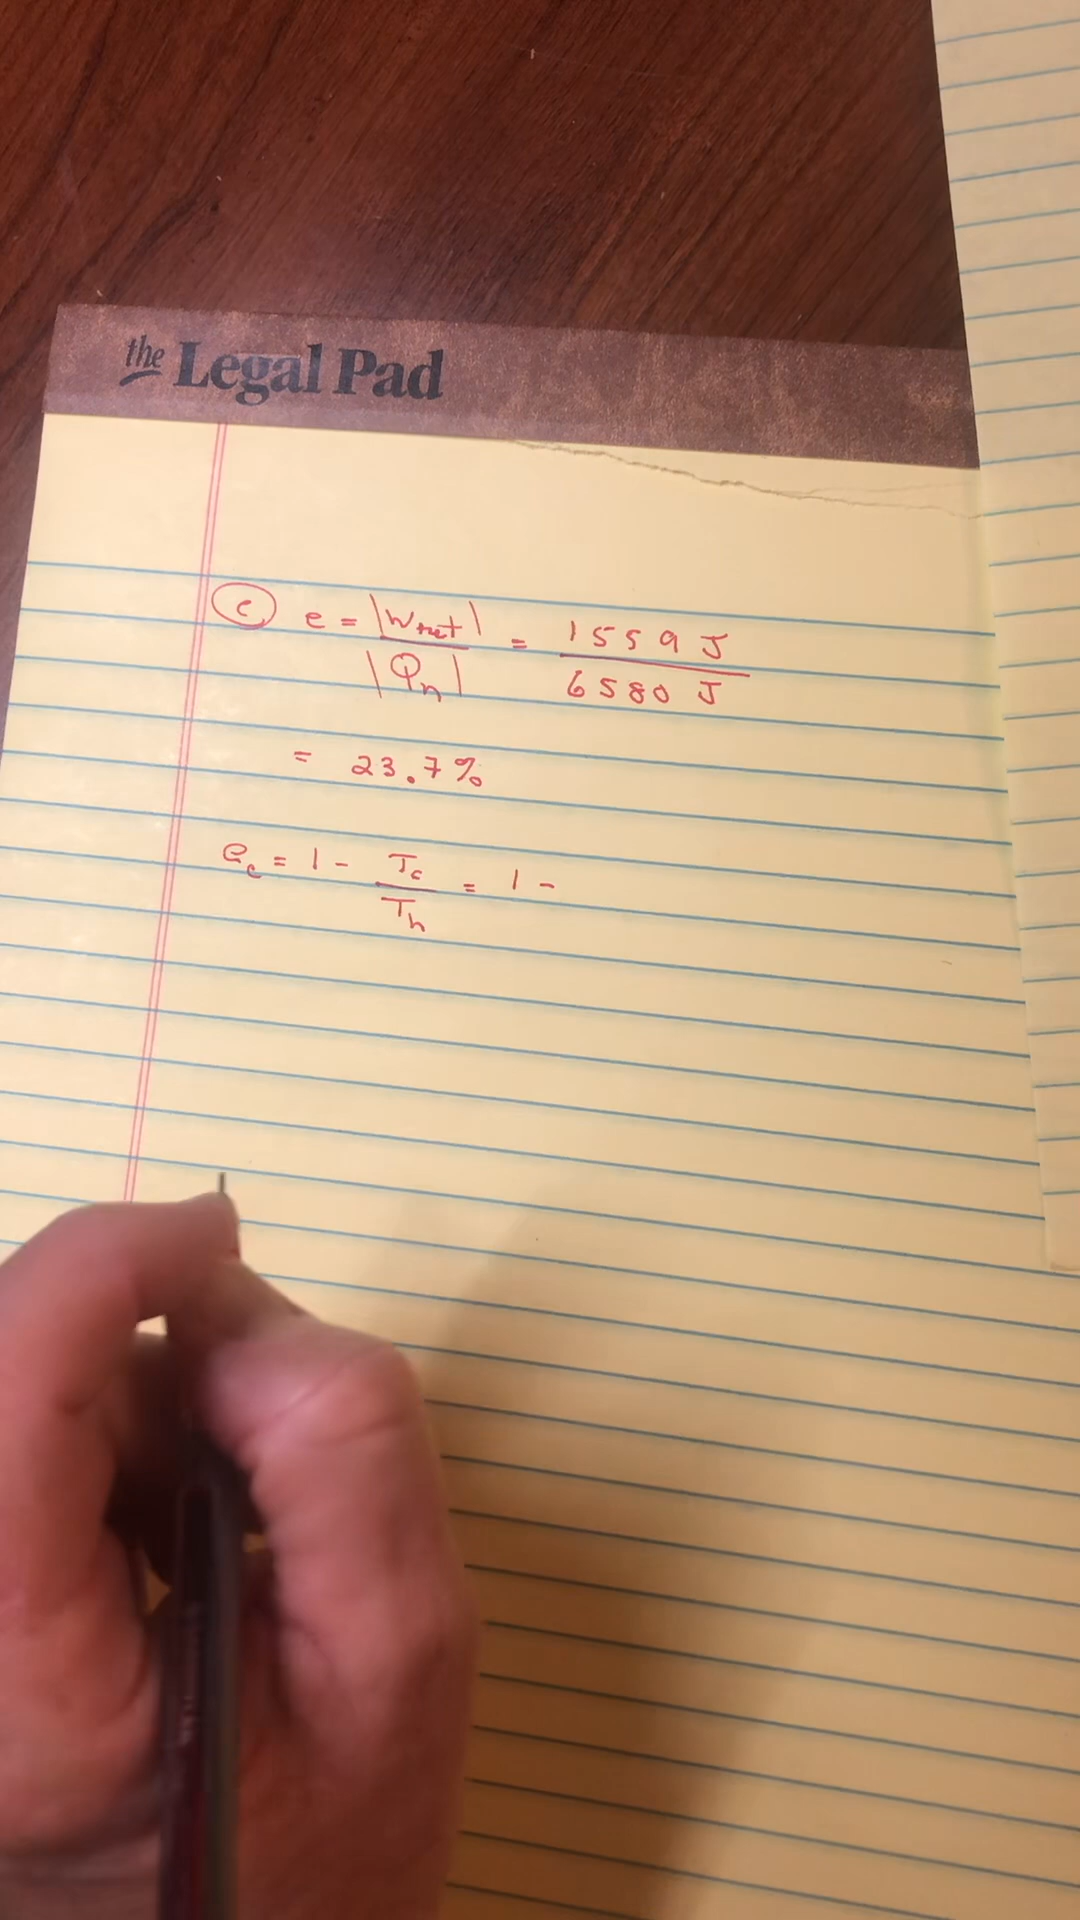 the Legal Pad
(c) e = |Wnet| / |Qh| = 1559 J / 6580 J
= 23.7%
ec = 1 - Tc / Th = 1 -